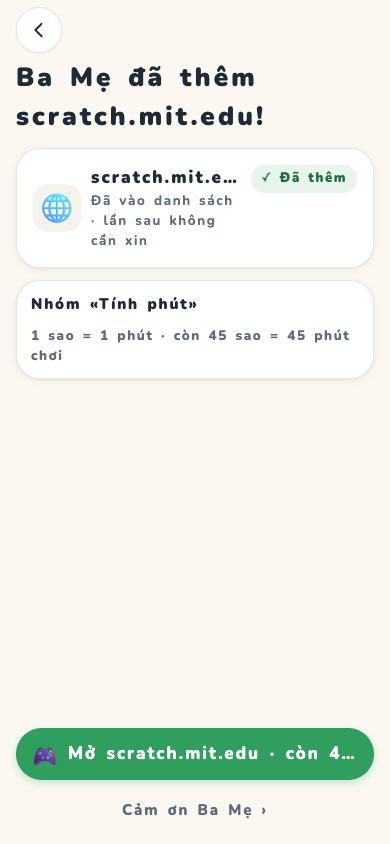 Ba Mẹ đã thêm
scratch.mit.edu!
scratch.mit.e…
✓ Đã thêm
Đã vào danh sách
· lần sau không
cần xin
Nhóm «Tính phút»
1 sao = 1 phút · còn 45 sao = 45 phút
chơi
🎮 Mở scratch.mit.edu · còn 4…
Cảm ơn Ba Mẹ ›